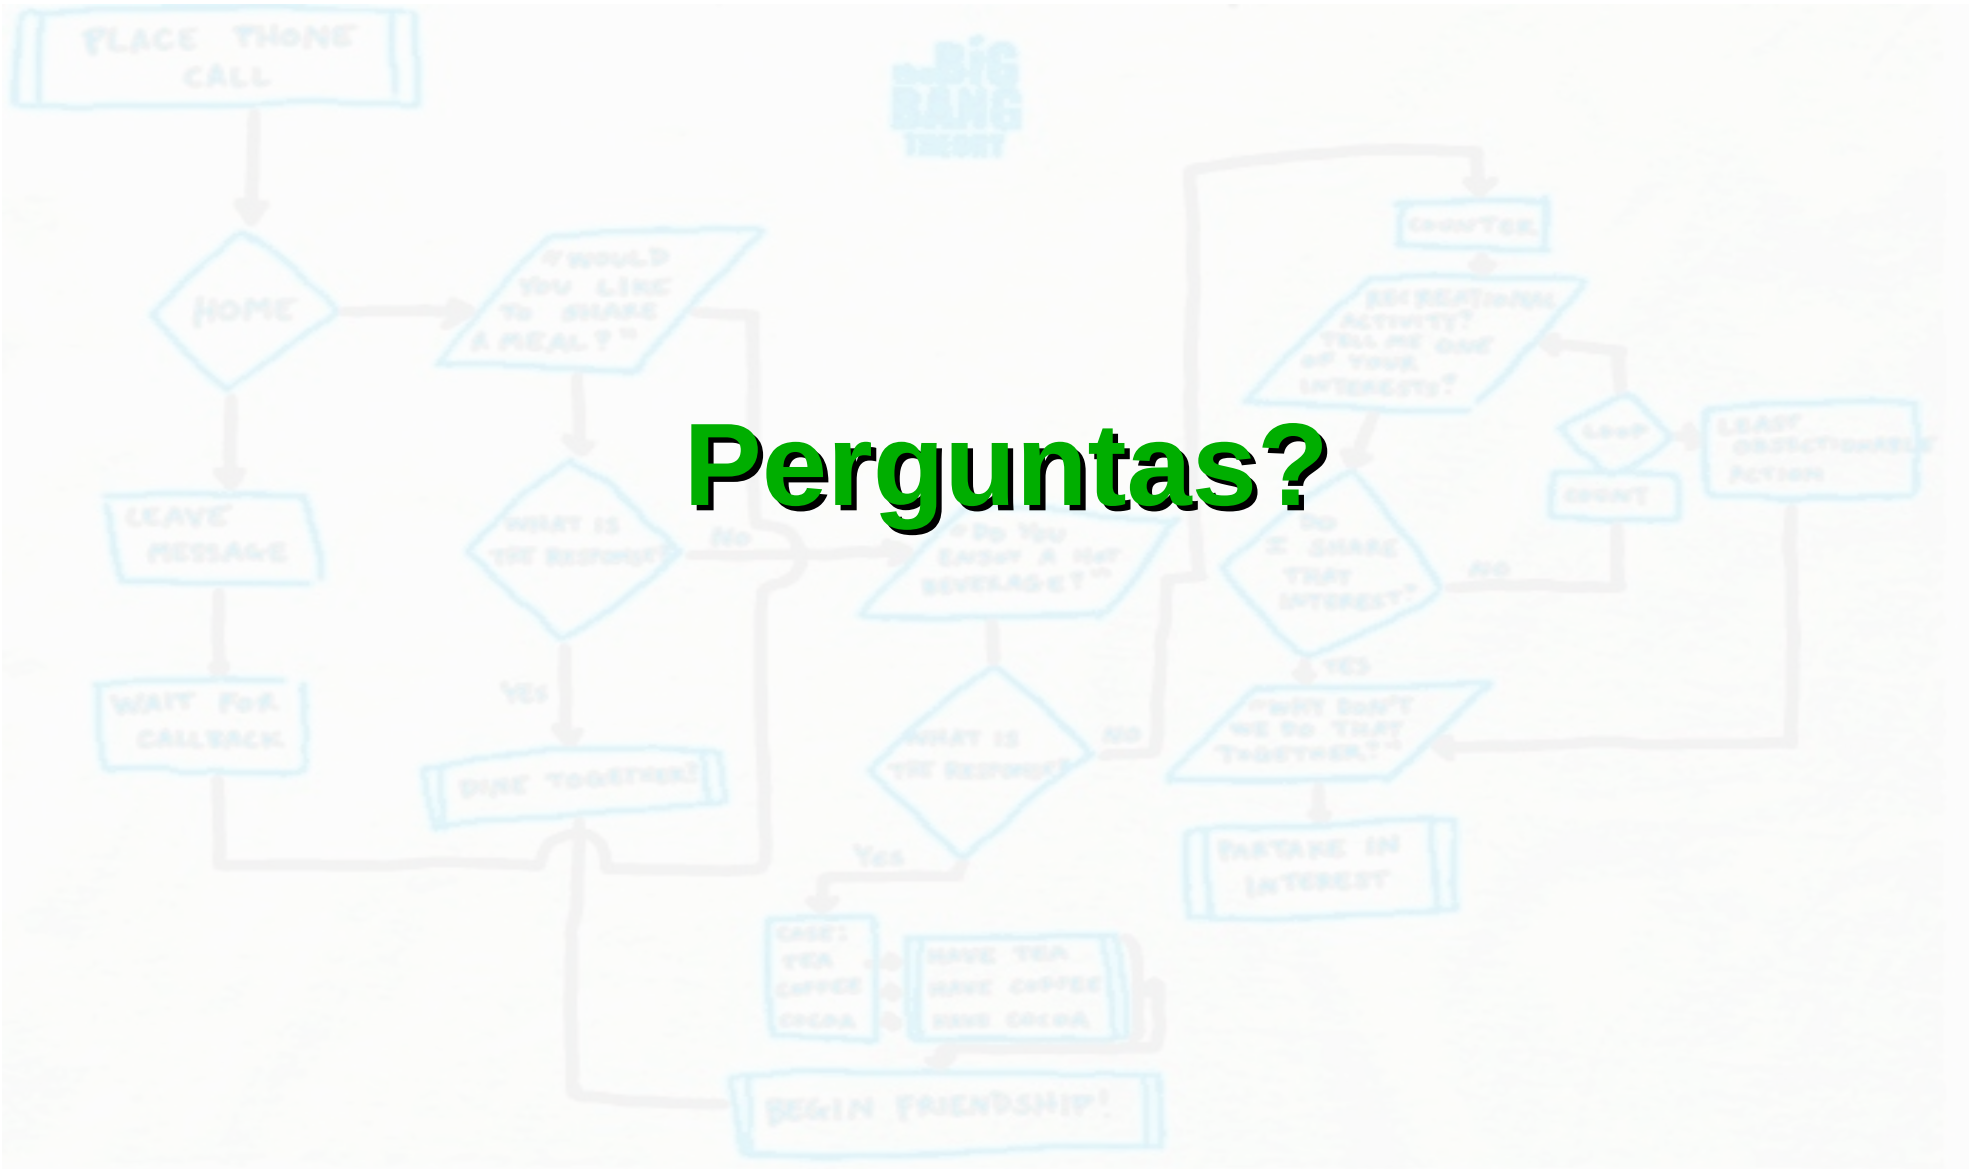 PLACE PHONE
CALL
the BiG
BANG
THEORY
HOME
"WOULD
YOU LIKE
TO SHARE
A MEAL?"
COUNTER
RECREATIONAL
ACTIVITY?
TELL ME ONE
OF YOUR
INTERESTS?
LOOP
LEAST
OBJECTIONABLE
ACTION
COUNT
Perguntas?
LEAVE
MESSAGE
WHAT IS
THE RESPONSE?
No
"DO YOU
ENJOY A HOT
BEVERAGE?"
DO
I SHARE
THAT
INTEREST?
NO
YES
WAIT FOR
CALLBACK
YES
DINE TOGETHER!
WHAT IS
THE RESPONSE?
NO
"WHY DON'T
WE DO THAT
TOGETHER?"
PARTAKE IN
INTEREST
Yes
CASE:
TEA
COFFEE
COCOA
HAVE TEA
HAVE COFFEE
HAVE COCOA
BEGIN FRIENDSHIP!